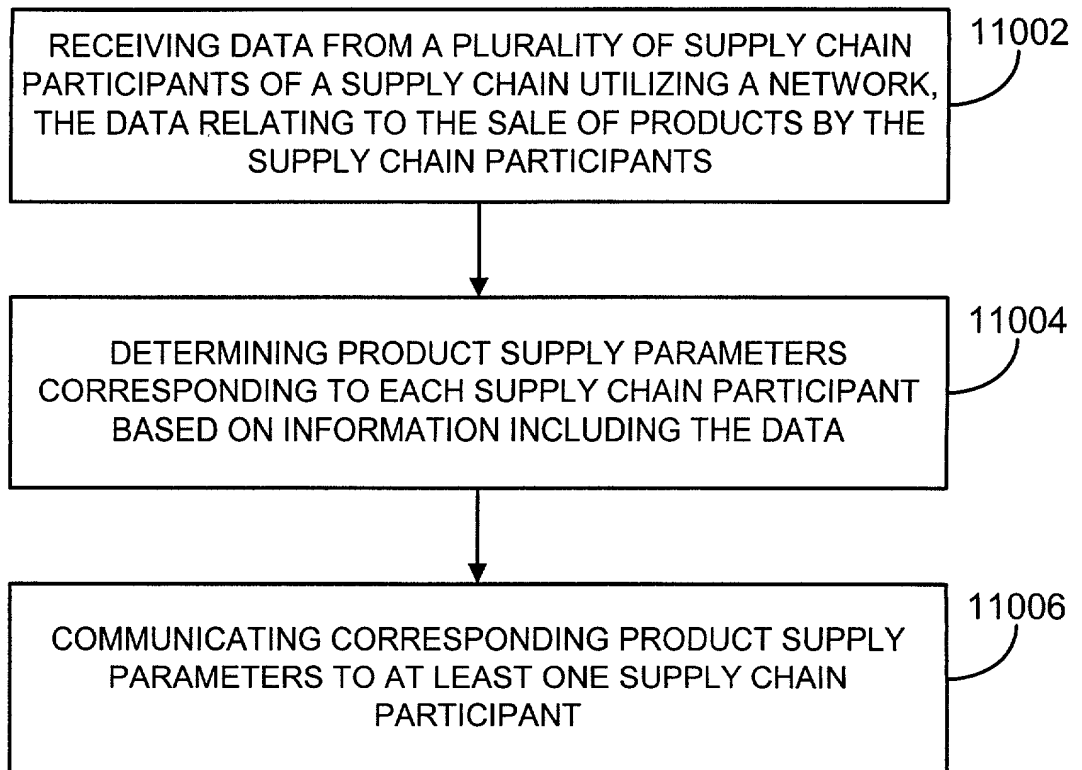 RECEIVING DATA FROM A PLURALITY OF SUPPLY CHAIN
PARTICIPANTS OF A SUPPLY CHAIN UTILIZING A NETWORK,
THE DATA RELATING TO THE SALE OF PRODUCTS BY THE
SUPPLY CHAIN PARTICIPANTS
11002
DETERMINING PRODUCT SUPPLY PARAMETERS
CORRESPONDING TO EACH SUPPLY CHAIN PARTICIPANT
BASED ON INFORMATION INCLUDING THE DATA
11004
COMMUNICATING CORRESPONDING PRODUCT SUPPLY
PARAMETERS TO AT LEAST ONE SUPPLY CHAIN
PARTICIPANT
11006